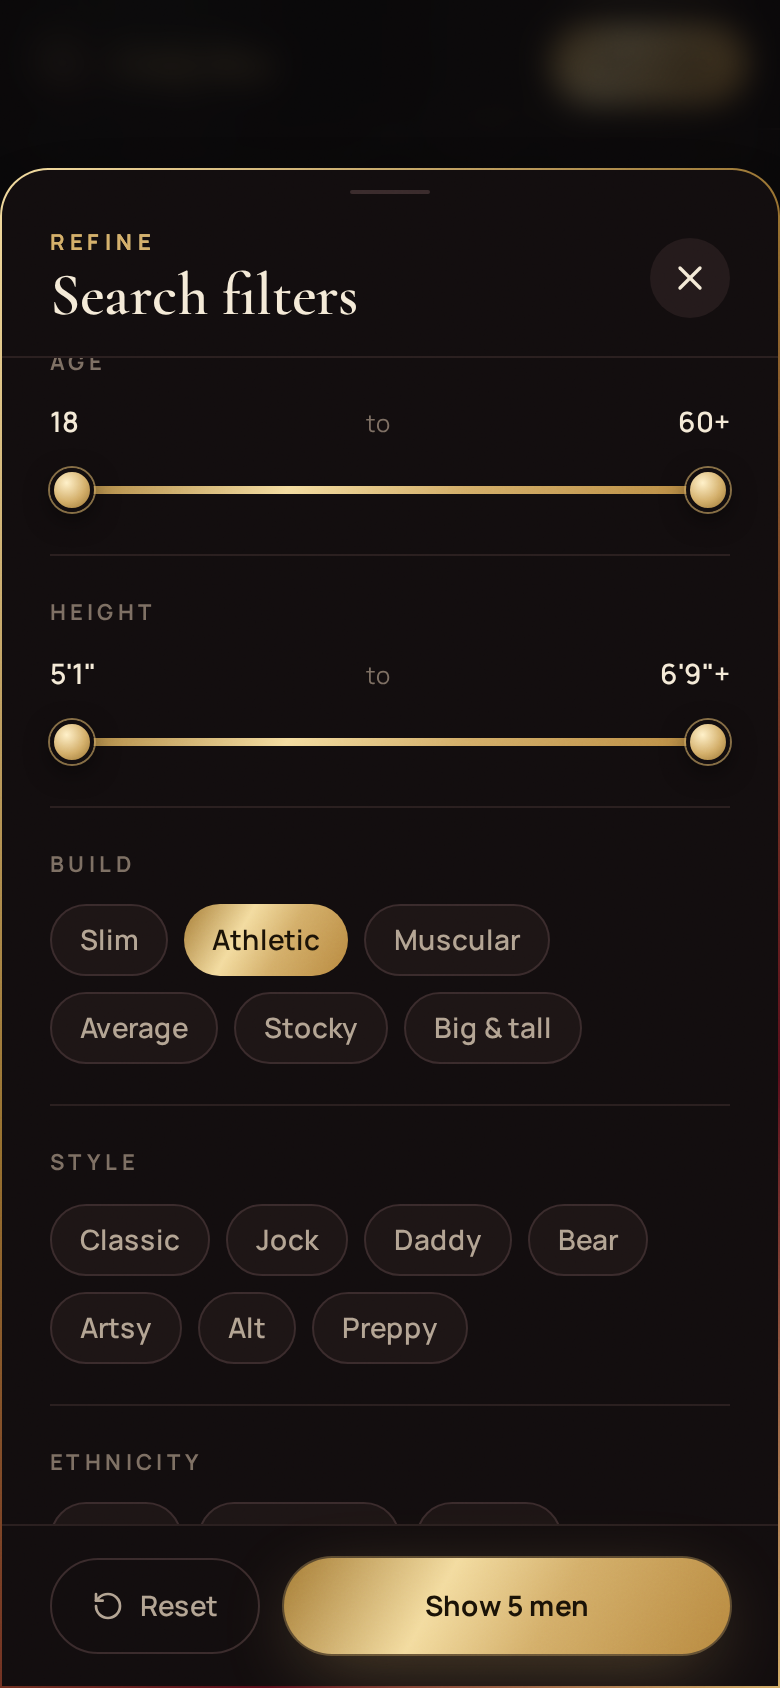 REFINE
Search filters
AGE
18 to 60+
HEIGHT
5'1" to 6'9"+
BUILD
Slim Athletic Muscular
Average Stocky Big & tall
STYLE
Classic Jock Daddy Bear
Artsy Alt Preppy
ETHNICITY
Reset Show 5 men